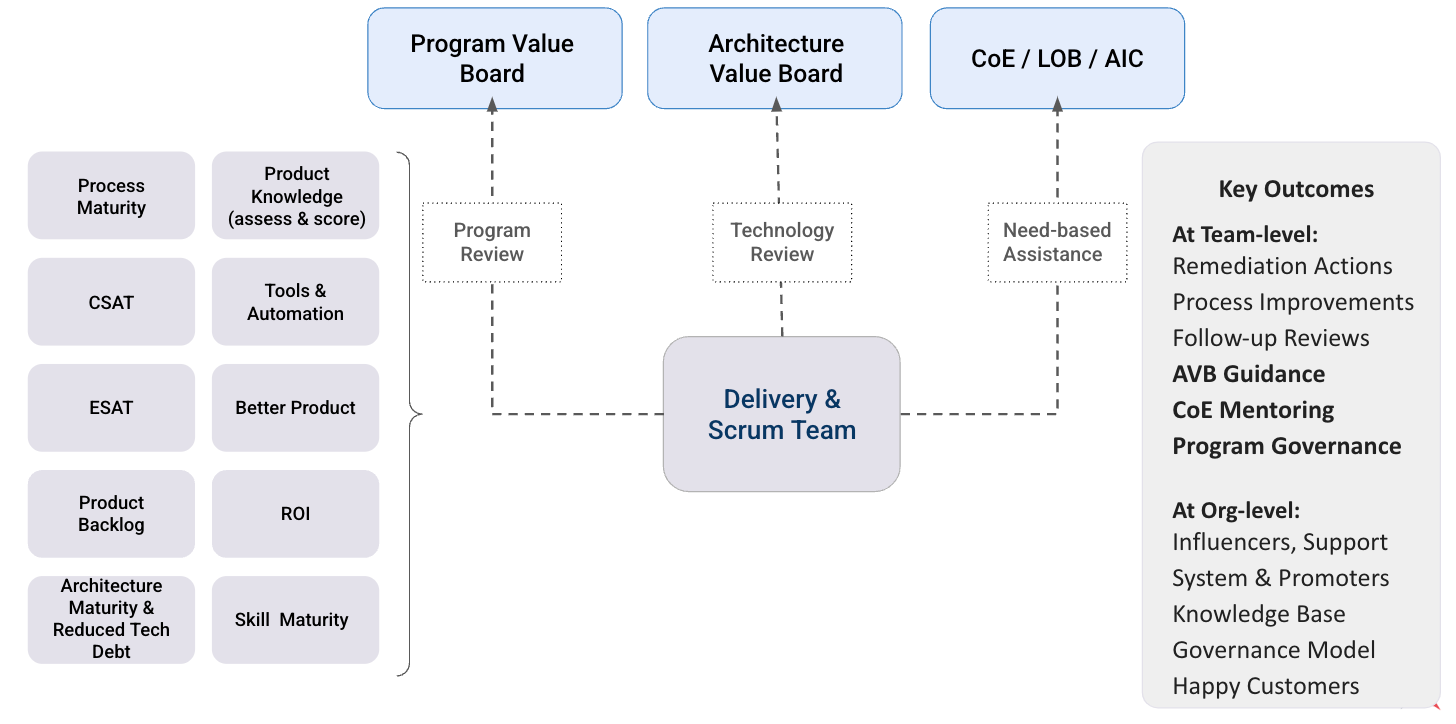 Program Value
Board
Architecture
Value Board
CoE / LOB / AIC
Process
Maturity
Product
Knowledge
(assess & score)
CSAT
Tools &
Automation
ESAT
Better Product
Product
Backlog
ROI
Architecture
Maturity &
Reduced Tech
Debt
Skill Maturity
Program
Review
Technology
Review
Need-based
Assistance
Delivery &
Scrum Team
Key Outcomes
At Team-level:
Remediation Actions
Process Improvements
Follow-up Reviews
AVB Guidance
CoE Mentoring
Program Governance
At Org-level:
Influencers, Support
System & Promoters
Knowledge Base
Governance Model
Happy Customers